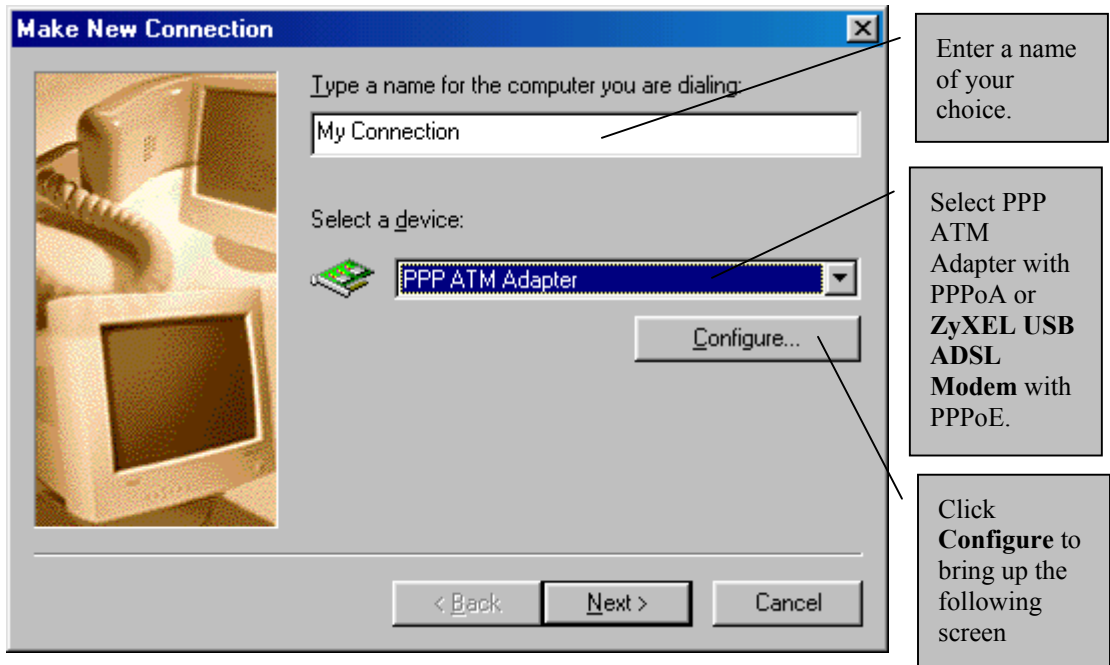 Make New Connection
Type a name for the computer you are dialing:
My Connection
Select a device:
PPP ATM Adapter
Configure...
< Back
Next >
Cancel
Enter a name
of your
choice.
Select PPP
ATM
Adapter with
PPPoA or
ZyXEL USB
ADSL
Modem with
PPPoE.
Click
Configure to
bring up the
following
screen